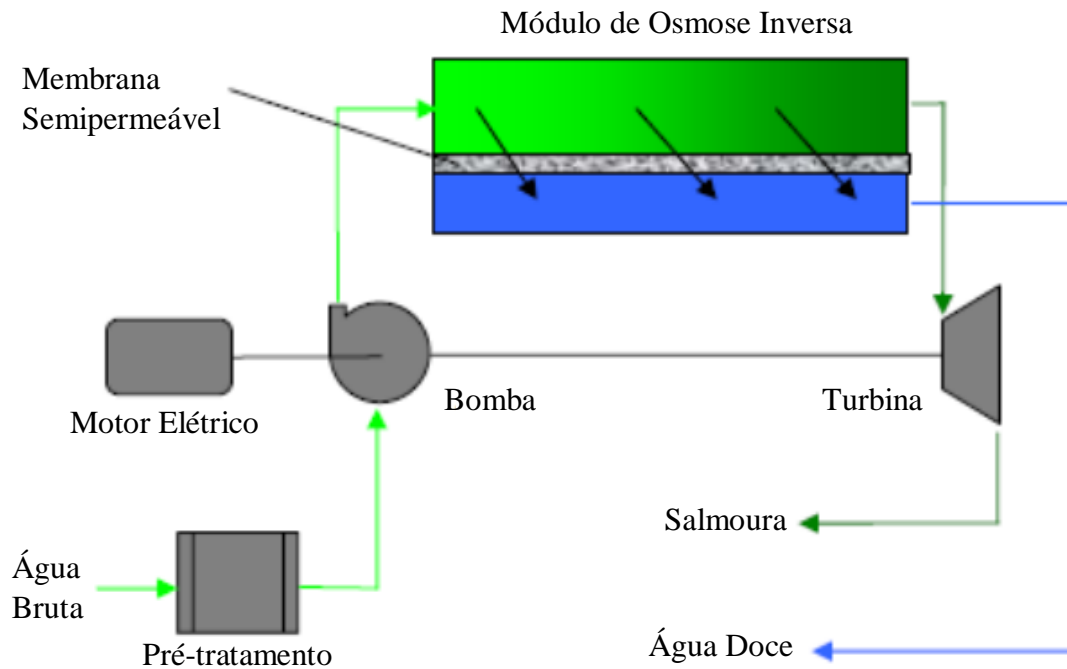 Módulo de Osmose Inversa
Membrana
Semipermeável
Bomba
Turbina
Motor Elétrico
Salmoura
Água
Bruta
Água Doce
Pré-tratamento